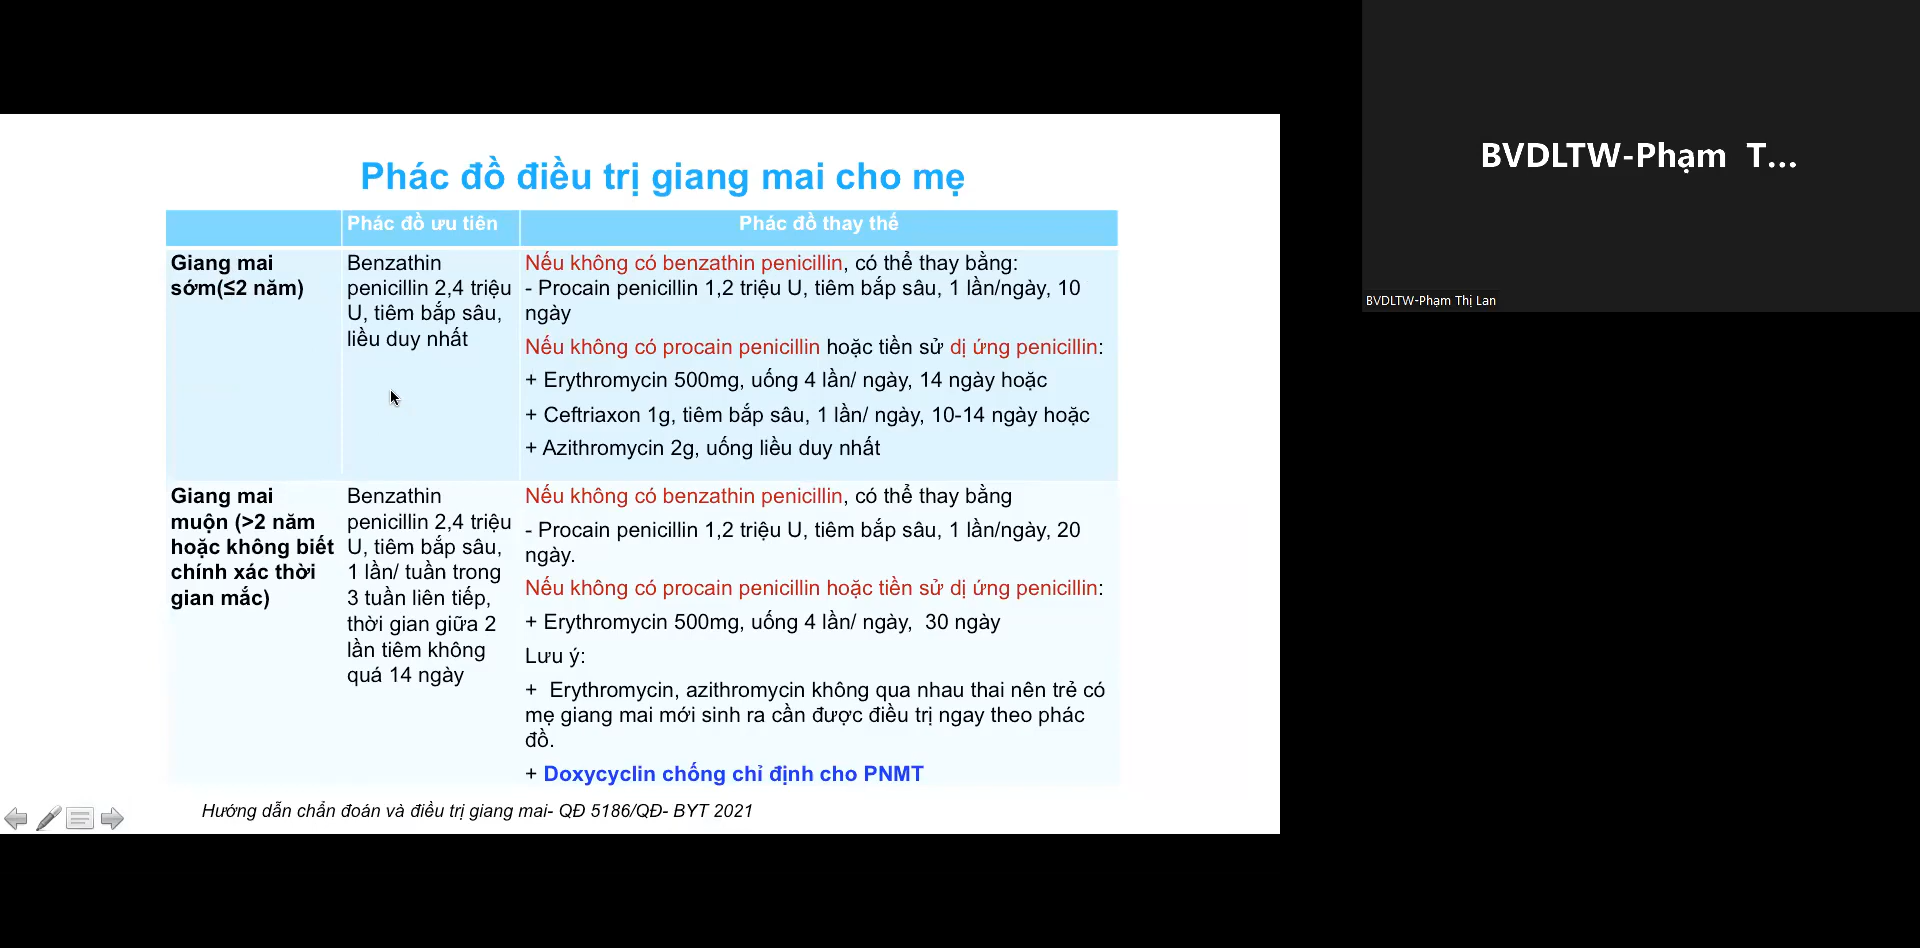 Phác đồ điều trị giang mai cho mẹ
Phác đồ ưu tiên
Phác đồ thay thế
Giang mai
sớm(≤2 năm)
Benzathin
penicillin 2,4 triệu
U, tiêm bắp sâu,
liều duy nhất
Nếu không có benzathin penicillin, có thể thay bằng:
- Procain penicillin 1,2 triệu U, tiêm bắp sâu, 1 lần/ngày, 10
ngày
Nếu không có procain penicillin hoặc tiền sử dị ứng penicillin:
+ Erythromycin 500mg, uống 4 lần/ ngày, 14 ngày hoặc
+ Ceftriaxon 1g, tiêm bắp sâu, 1 lần/ ngày, 10-14 ngày hoặc
+ Azithromycin 2g, uống liều duy nhất
Giang mai
muộn (>2 năm
hoặc không biết
chính xác thời
gian mắc)
Benzathin
penicillin 2,4 triệu
U, tiêm bắp sâu,
1 lần/ tuần trong
3 tuần liên tiếp,
thời gian giữa 2
lần tiêm không
quá 14 ngày
Nếu không có benzathin penicillin, có thể thay bằng
- Procain penicillin 1,2 triệu U, tiêm bắp sâu, 1 lần/ngày, 20
ngày.
Nếu không có procain penicillin hoặc tiền sử dị ứng penicillin:
+ Erythromycin 500mg, uống 4 lần/ ngày, 30 ngày
Lưu ý:
+ Erythromycin, azithromycin không qua nhau thai nên trẻ có
mẹ giang mai mới sinh ra cần được điều trị ngay theo phác
đồ.
+ Doxycyclin chống chỉ định cho PNMT
Hướng dẫn chẩn đoán và điều trị giang mai- QĐ 5186/QĐ- BYT 2021
BVDLTW-Phạm T...
BVDLTW-Phạm Thị Lan